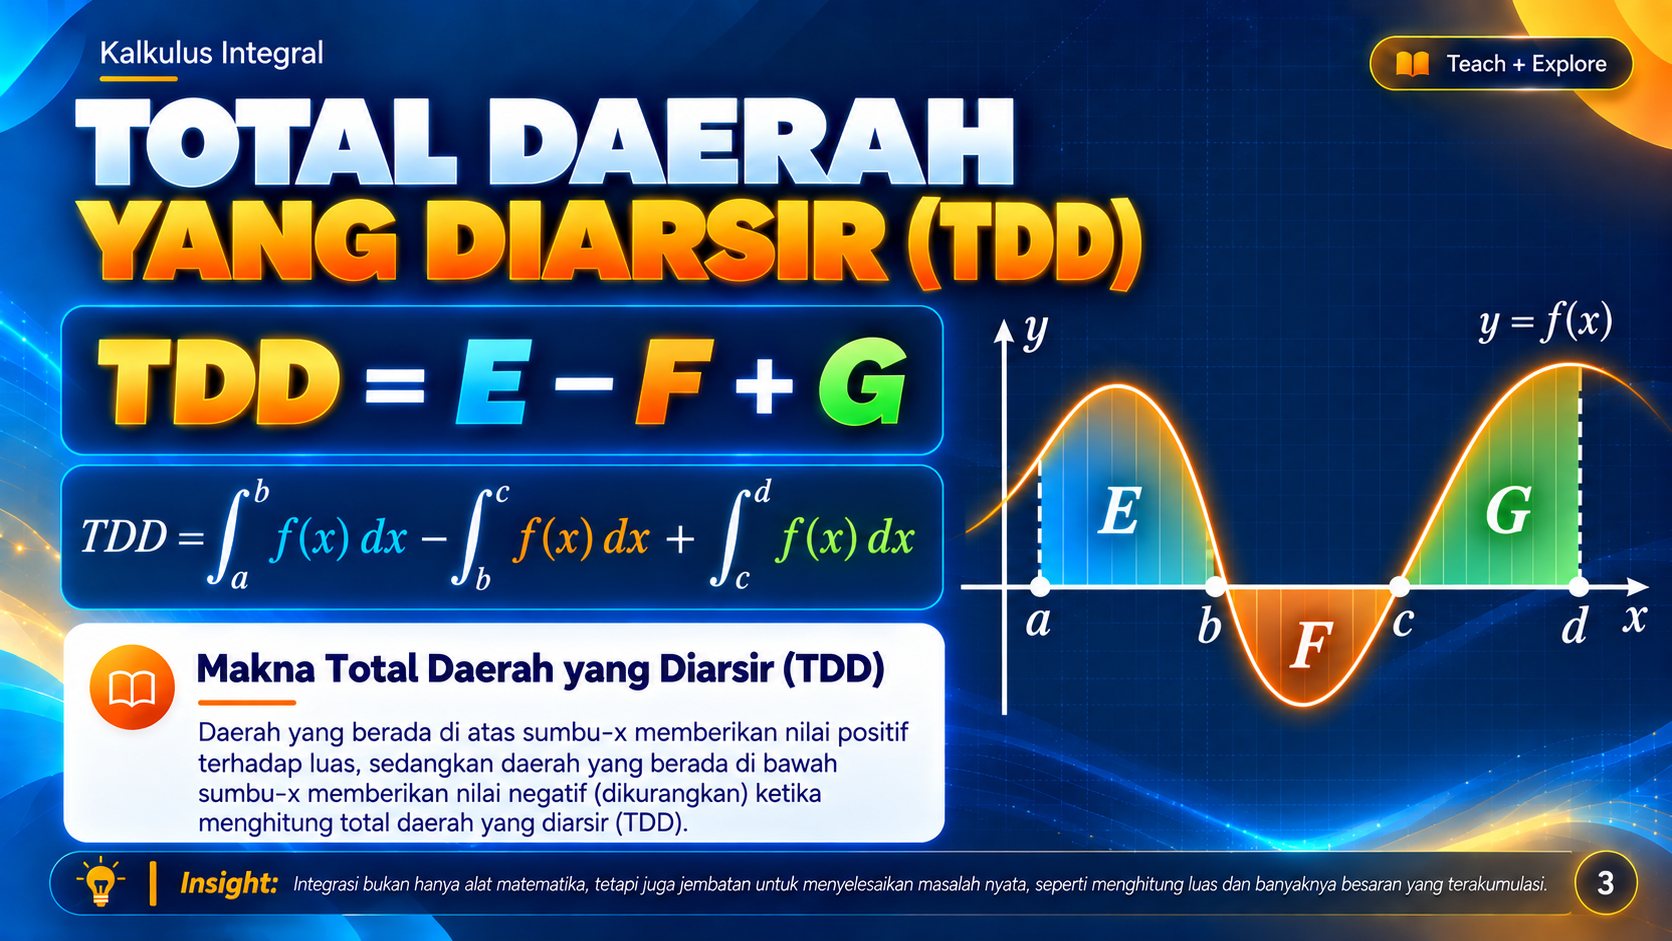 Kalkulus Integral
Teach + Explore
TOTAL DAERAH
YANG DIARSIR (TDD)
TDD = E − F + G
TDD = ∫_a^b f(x) dx − ∫_b^c f(x) dx + ∫_c^d f(x) dx
Makna Total Daerah yang Diarsir (TDD)
Daerah yang berada di atas sumbu-x memberikan nilai positif
terhadap luas, sedangkan daerah yang berada di bawah
sumbu-x memberikan nilai negatif (dikurangkan) ketika
menghitung total daerah yang diarsir (TDD).
y
y = f(x)
E
G
F
a
b
c
d
x
Insight: Integrasi bukan hanya alat matematika, tetapi juga jembatan untuk menyelesaikan masalah nyata, seperti menghitung luas dan banyaknya besaran yang terakumulasi.
3